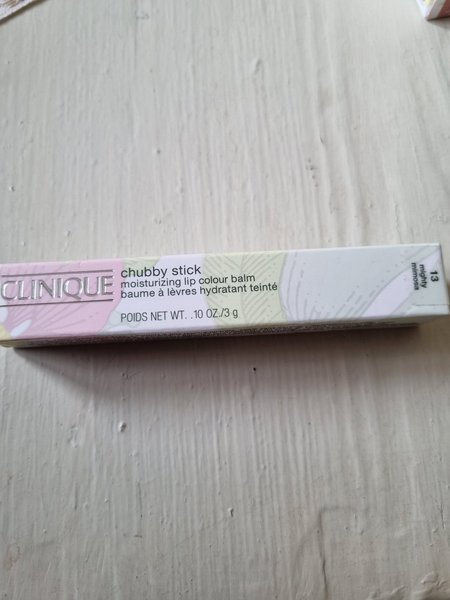 CLINIQUE
chubby stick
moisturizing lip colour balm
baume à lèvres hydratant teinté
POIDS NET WT. .10 OZ./3 g
13
mighty
mimosa